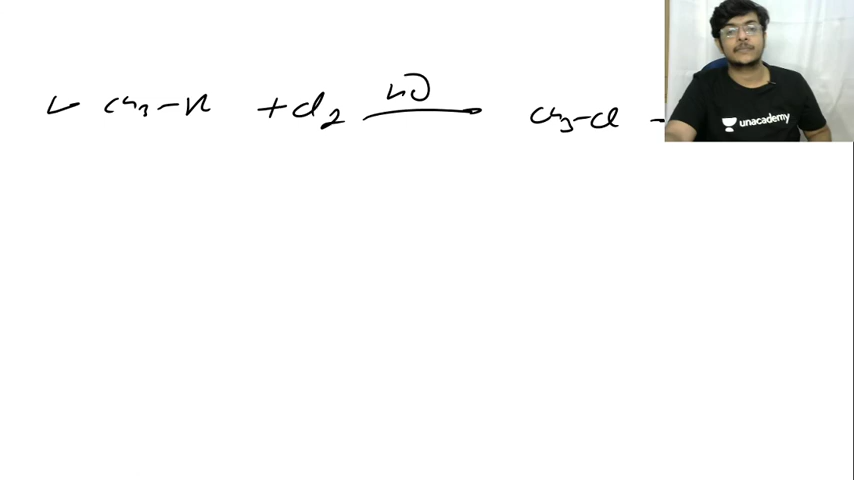 CH3-H + Cl2 hν CH3-Cl -
unacademy